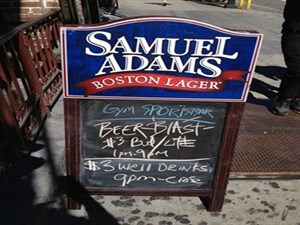 SAMUEL
ADAMS
BOSTON LAGER
GYM SPORTSBAR
BEER BLAST
$3 BUD/LITE
1PM-9PM
$3 WELL DRINKS
9PM-CLOSE